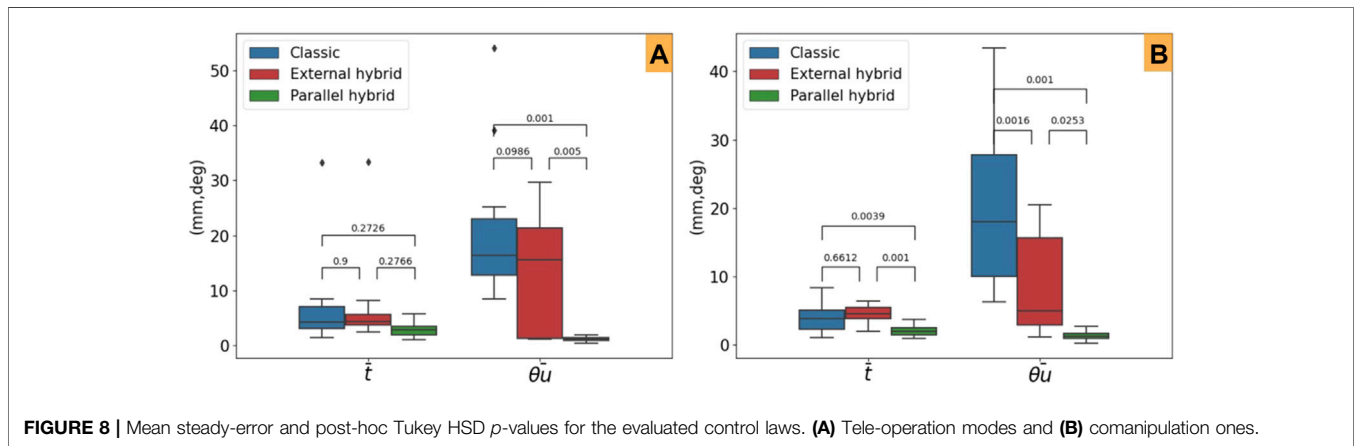 Classic
External hybrid
Parallel hybrid
A
50
40
30
20
10
0
(mm,deg)
0.2726
0.9
0.2766
0.001
0.0986
0.005
t̄
θū
Classic
External hybrid
Parallel hybrid
B
40
30
20
10
0
(mm,deg)
0.0039
0.6612
0.001
0.001
0.0016
0.0253
t̄
θū
FIGURE 8 | Mean steady-error and post-hoc Tukey HSD p-values for the evaluated control laws. (A) Tele-operation modes and (B) comanipulation ones.